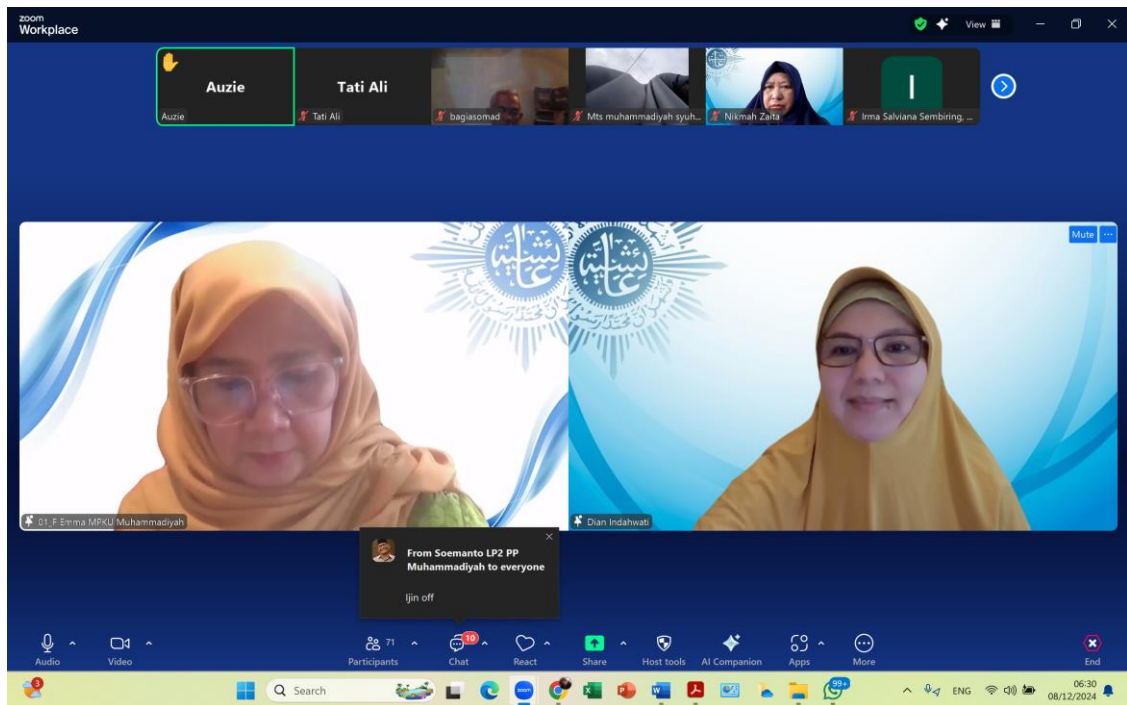 zoom
Workplace
View
Auzie
Auzie
Tati Ali
Tati Ali
bagiasomad
Mts muhammadiyah syuh...
Nikmah Zaita
I
Irma Salviana Sembiring, ...
عائشية
عائشية
Mute
01_F Emma MPKU Muhammadiyah
Dian Indahwati
From Soemanto LP2 PP
Muhammadiyah to everyone
Ijin off
Audio
Video
71
Participants
10
Chat
React
Share
Host tools
AI Companion
Apps
More
End
3
Search
99+
ENG
06:30
08/12/2024